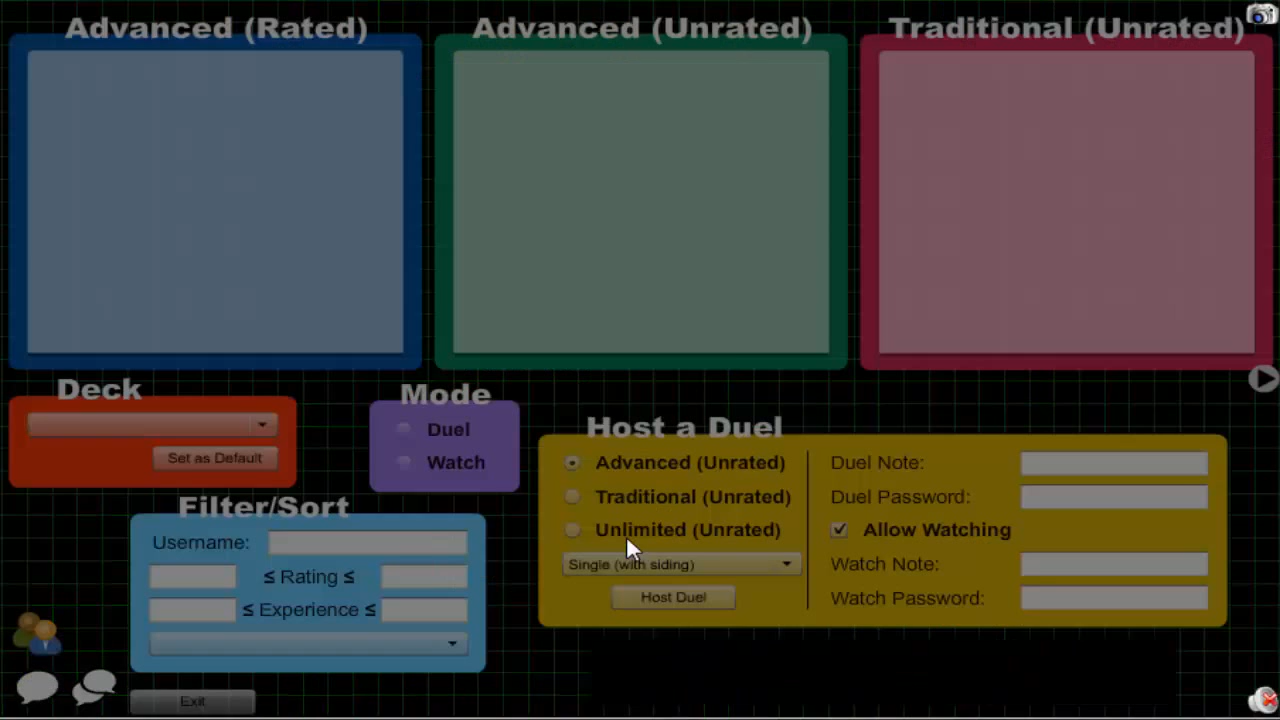 Advanced (Rated)
Advanced (Unrated)
Traditional (Unrated)
Deck
Set as Default
Mode
Duel
Watch
Filter/Sort
Username:
≤ Rating ≤
≤ Experience ≤
Exit
Host a Duel
Advanced (Unrated)
Traditional (Unrated)
Unlimited (Unrated)
Single (with siding)
Host Duel
Duel Note:
Duel Password:
Allow Watching
Watch Note:
Watch Password: